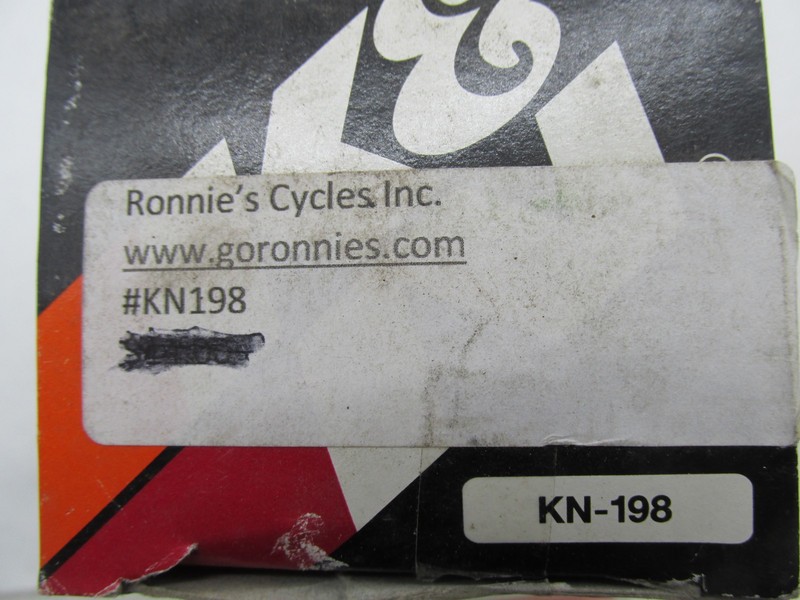 &
Ronnie's Cycles Inc.
www.goronnies.com
#KN198
KN-198